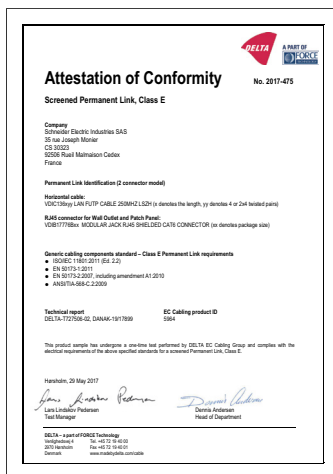 DELTA
A PART OF
FORCE
Attestation of Conformity
No. 2017-475
Screened Permanent Link, Class E
Company
Schneider Electric Industries SAS
35 rue Joseph Monier
CS 30323
92506 Rueil Malmaison Cedex
France
Permanent Link Identification (2 connector model)
Horizontal cable:
VDIC136xyy LAN FUTP CABLE 250MHZ LSZH (x denotes the length, yy denotes 4 or 2x4 twisted pairs)
RJ45 connector for Wall Outlet and Patch Panel:
VDIB17776Bxx MODULAR JACK RJ45 SHIELDED CAT6 CONNECTOR (xx denotes package size)
Generic cabling components standard – Class E Permanent Link requirements
● ISO/IEC 11801:2011 (Ed. 2.2)
● EN 50173-1:2011
● EN 50173-2:2007, including amendment A1:2010
● ANSI/TIA-568-C.2:2009
Technical report
DELTA-T727506-02, DANAK-19/17899
EC Cabling product ID
5964
This product sample has undergone a one-time test performed by DELTA EC Cabling Group and complies with the
electrical requirements of the above specified standards for a screened Permanent Link, Class E.
Hørsholm, 29 May 2017
Lars Lindskov Pedersen
Test Manager
Dennis Andersen
Head of Department
DELTA – a part of FORCE Technology
Venlighedsvej 4 Tel. +45 72 19 40 00
2970 Hørsholm Fax +45 72 19 40 01
Denmark www.madebydelta.com/cable